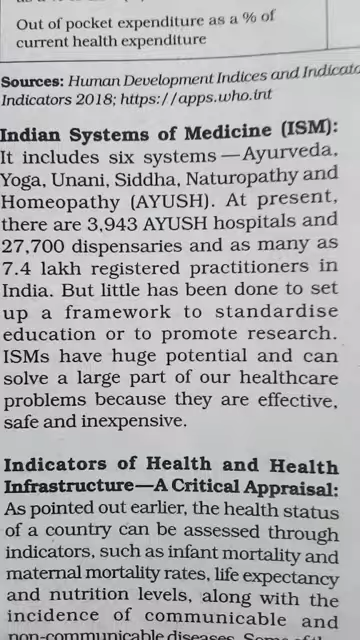 Out of pocket expenditure as a % of
current health expenditure
Sources: Human Development Indices and
Indicators 2018; https://apps.who.int
Indian Systems of Medicine (ISM):
It includes six systems —Ayurveda,
Yoga, Unani, Siddha, Naturopathy and
Homeopathy (AYUSH). At present,
there are 3,943 AYUSH hospitals and
27,700 dispensaries and as many as
7.4 lakh registered practitioners in
India. But little has been done to set
up a framework to standardise
education or to promote research.
ISMs have huge potential and can
solve a large part of our healthcare
problems because they are effective,
safe and inexpensive.
Indicators of Health and Health
Infrastructure—A Critical Appraisal:
As pointed out earlier, the health status
of a country can be assessed through
indicators, such as infant mortality and
maternal mortality rates, life expectancy
and nutrition levels, along with the
incidence of communicable and
non-communicable diseases. Some of the